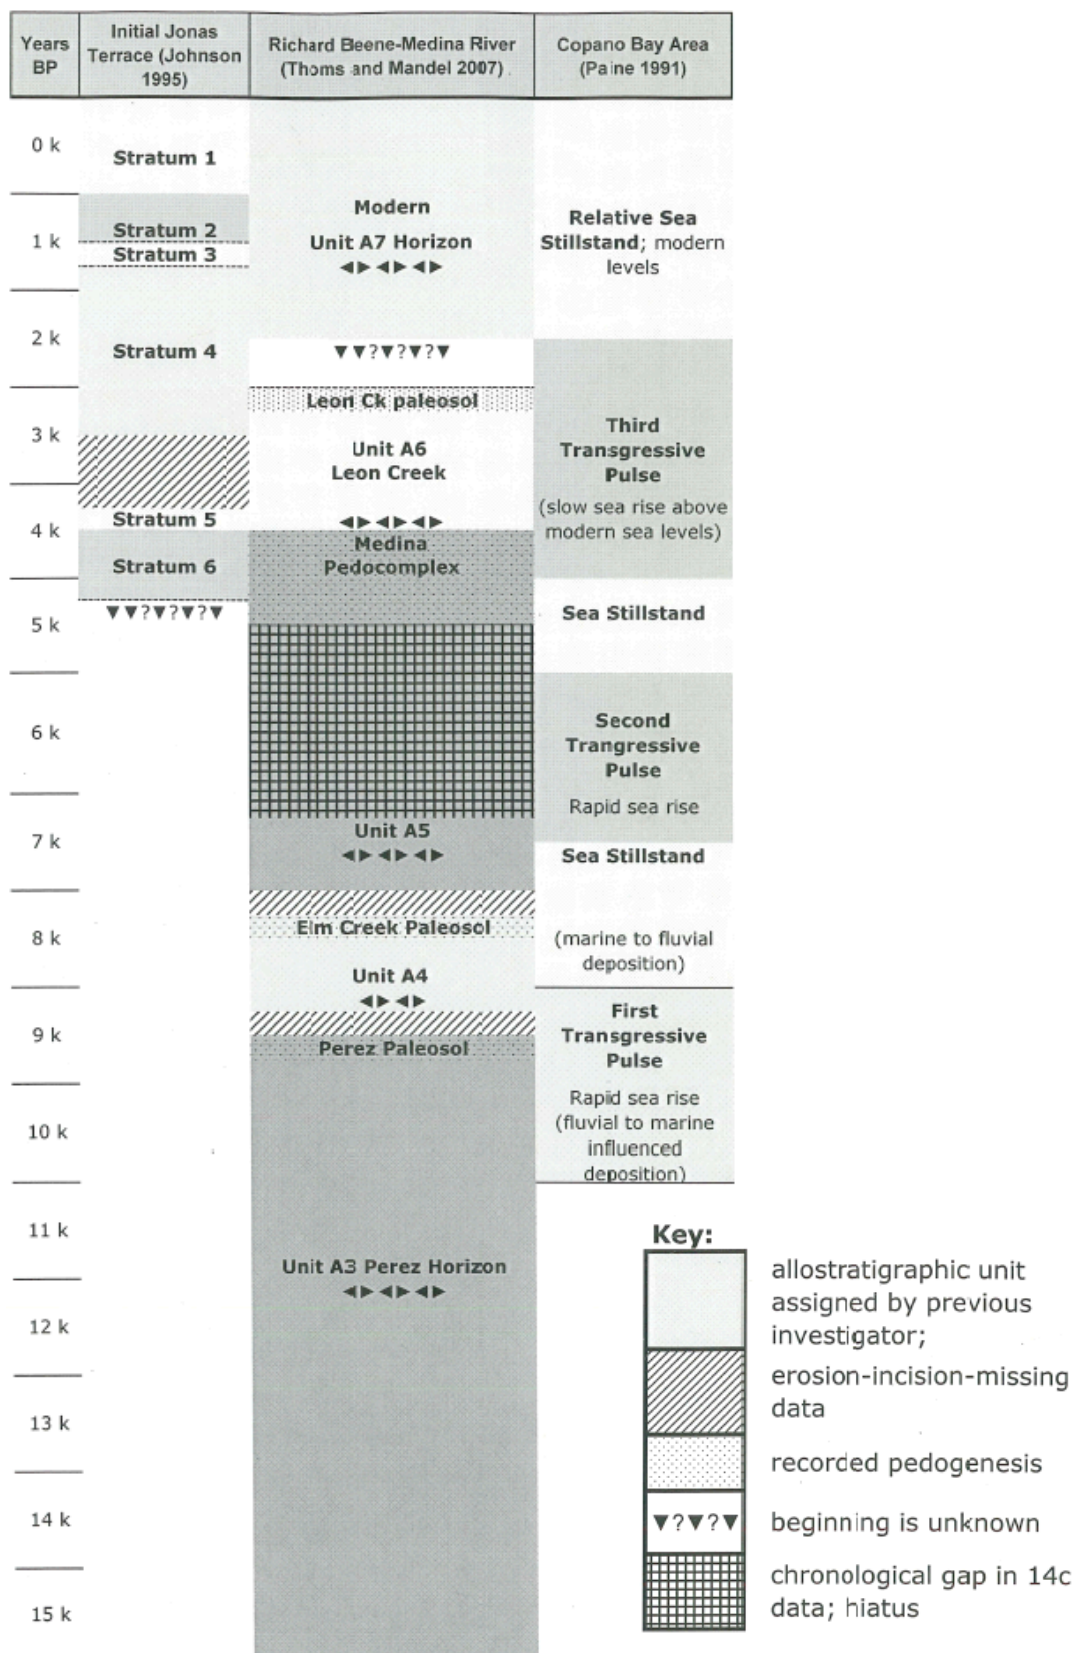 Years
BP
Initial Jonas
Terrace (Johnson
1995)
Richard Beene-Medina River
(Thoms and Mandel 2007)
Copano Bay Area
(Paine 1991)
0 k
1 k
2 k
3 k
4 k
5 k
6 k
7 k
8 k
9 k
10 k
11 k
12 k
13 k
14 k
15 k
Stratum 1
Stratum 2
Stratum 3
Stratum 4
Stratum 5
Stratum 6
▼▼?▼?▼?▼
Modern
Unit A7 Horizon
◄►◄►◄►
▼▼?▼?▼?▼
Leon Ck paleosol
Unit A6
Leon Creek
◄►◄►◄►
Medina
Pedocomplex
Unit A5
◄►◄►◄►
Elm Creek Paleosol
Unit A4
◄►◄►
Perez Paleosol
Unit A3 Perez Horizon
◄►◄►◄►
Relative Sea
Stillstand; modern
levels
Third
Transgressive
Pulse
(slow sea rise above
modern sea levels)
Sea Stillstand
Second
Trangressive
Pulse
Rapid sea rise
Sea Stillstand
(marine to fluvial
deposition)
First
Transgressive
Pulse
Rapid sea rise
(fluvial to marine
influenced
deposition)
Key:
allostratigraphic unit
assigned by previous
investigator;
erosion-incision-missing
data
recorded pedogenesis
▼?▼?▼
beginning is unknown
chronological gap in 14c
data; hiatus